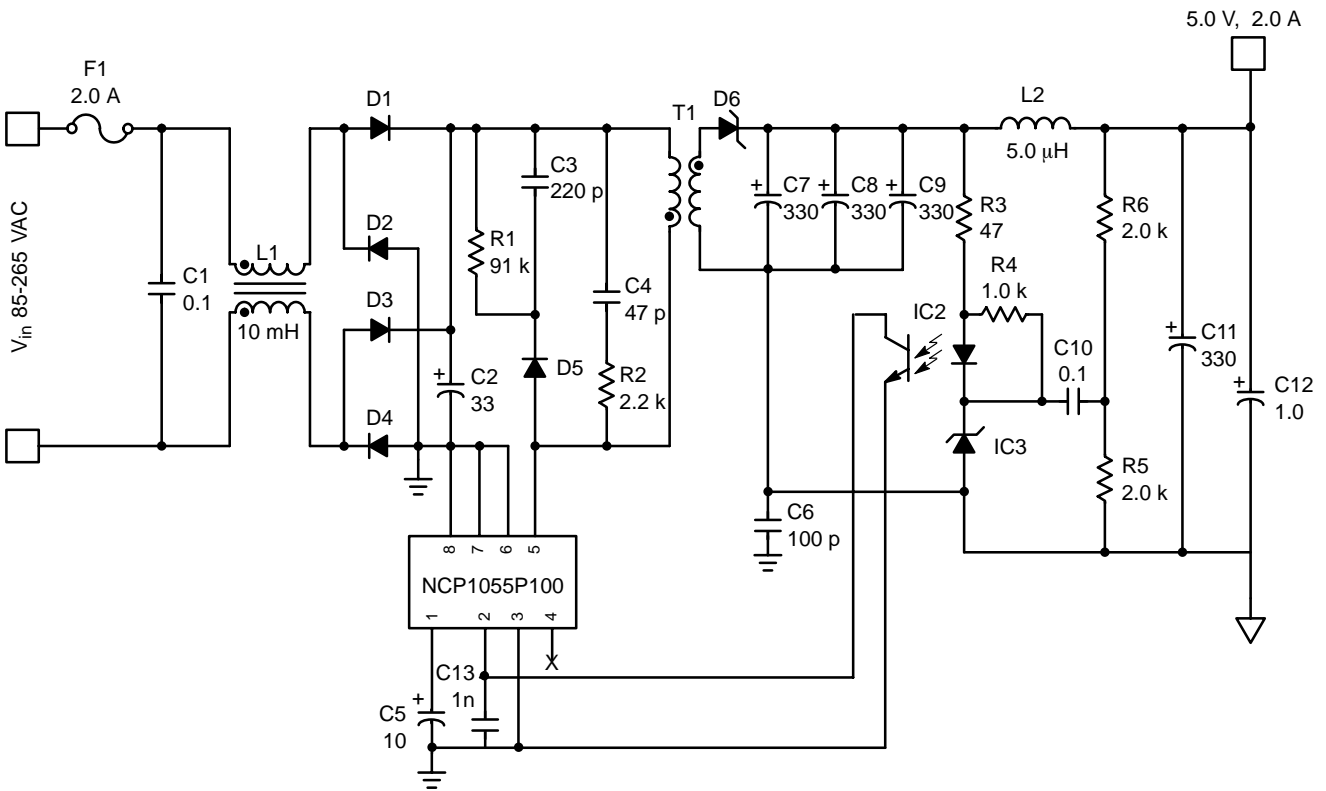 5.0 V, 2.0 A
F1
2.0 A
D1
T1
D6
L2
5.0 μH
C3
220 p
C7
330
C8
330
C9
330
R3
47
R6
2.0 k
D2
R1
91 k
Vin 85-265 VAC
C1
0.1
L1
10 mH
C4
47 p
R4
1.0 k
D3
IC2
C10
0.1
C11
330
C2
33
D5
R2
2.2 k
C12
1.0
D4
IC3
R5
2.0 k
C6
100 p
8 7 6 5
NCP1055P100
1 2 3 4
X
C13
1n
C5
10
+
+
+
+
+
+
+